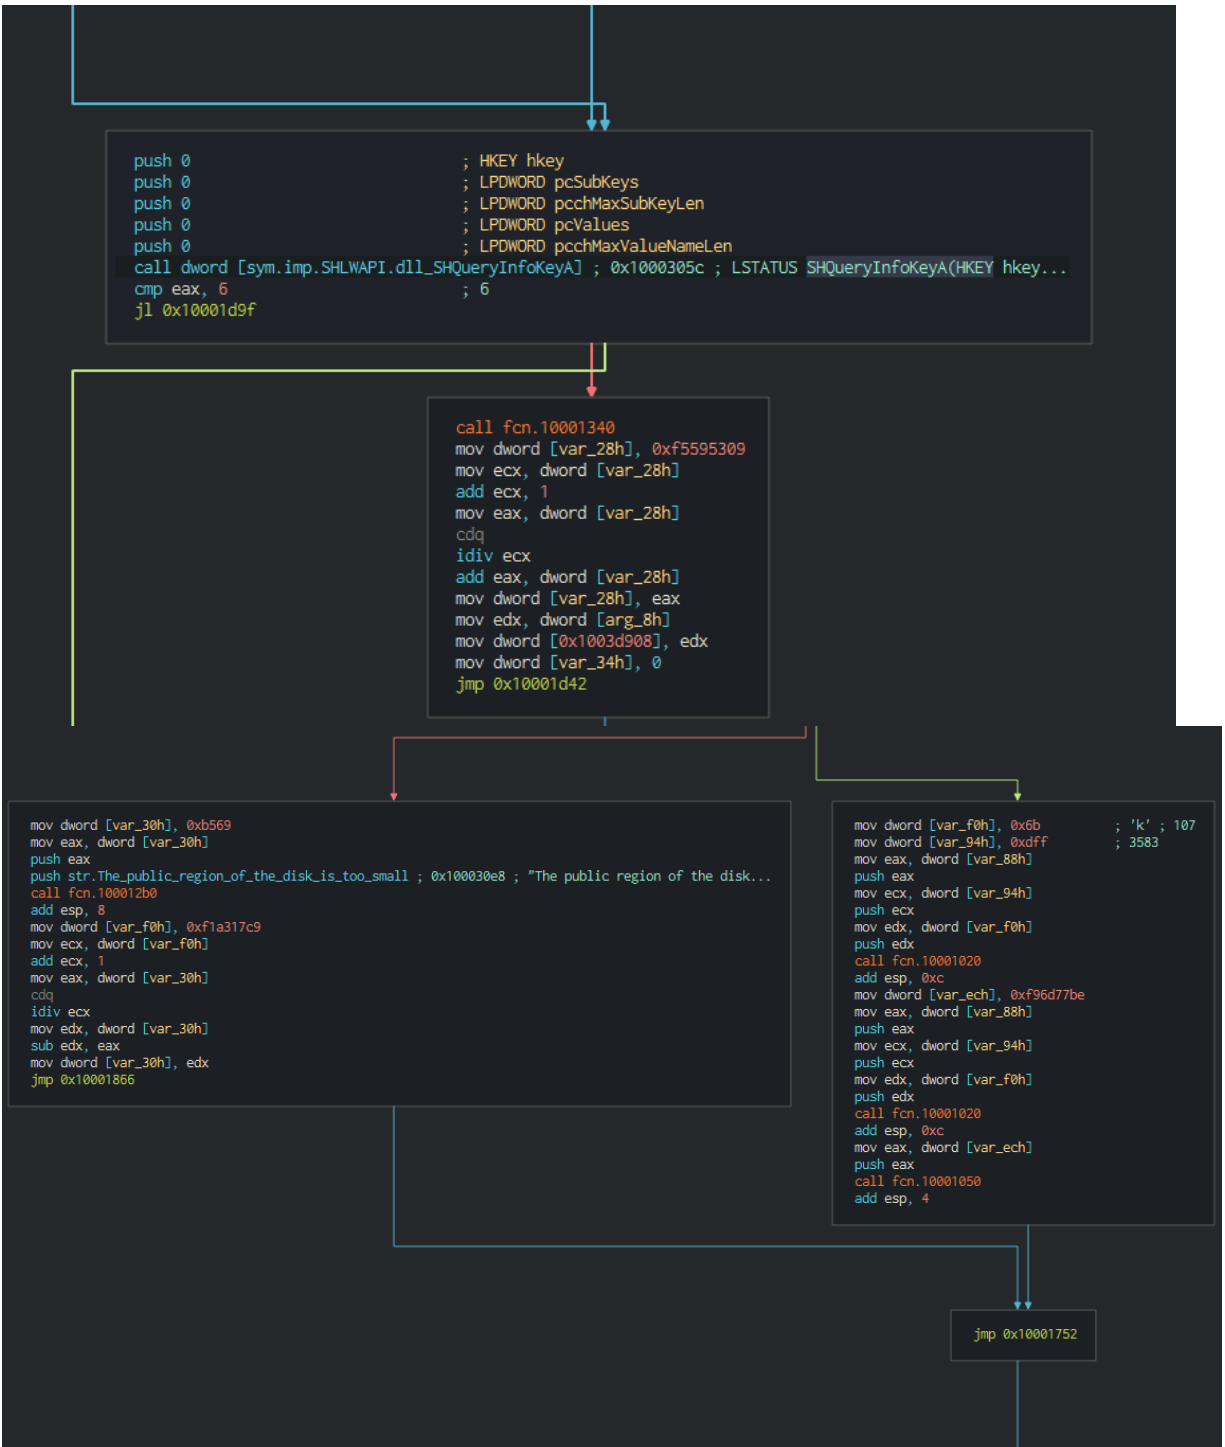 push 0 ; HKEY hkey
push 0 ; LPDWORD pcSubKeys
push 0 ; LPDWORD pcchMaxSubKeyLen
push 0 ; LPDWORD pcValues
push 0 ; LPDWORD pcchMaxValueNameLen
call dword [sym.imp.SHLWAPI.dll_SHQueryInfoKeyA] ; 0x1000305c ; LSTATUS SHQueryInfoKeyA(HKEY hkey...
cmp eax, 6 ; 6
jl 0x10001d9f
call fcn.10001340
mov dword [var_28h], 0xf5595309
mov ecx, dword [var_28h]
add ecx, 1
mov eax, dword [var_28h]
cdq
idiv ecx
add eax, dword [var_28h]
mov dword [var_28h], eax
mov edx, dword [arg_8h]
mov dword [0x1003d908], edx
mov dword [var_34h], 0
jmp 0x10001d42
mov dword [var_30h], 0xb569
mov eax, dword [var_30h]
push eax
push str.The_public_region_of_the_disk_is_too_small ; 0x100030e8 ; "The public region of the disk...
call fcn.100012b0
add esp, 8
mov dword [var_f0h], 0xf1a317c9
mov ecx, dword [var_f0h]
add ecx, 1
mov eax, dword [var_30h]
cdq
idiv ecx
mov edx, dword [var_30h]
sub edx, eax
mov dword [var_30h], edx
jmp 0x10001866
mov dword [var_f0h], 0x6b ; 'k' ; 107
mov dword [var_94h], 0xdff ; 3583
mov eax, dword [var_88h]
push eax
mov ecx, dword [var_94h]
push ecx
mov edx, dword [var_f0h]
push edx
call fcn.10001020
add esp, 0xc
mov dword [var_ech], 0xf96d77be
mov eax, dword [var_88h]
push eax
mov ecx, dword [var_94h]
push ecx
mov edx, dword [var_f0h]
push edx
call fcn.10001020
add esp, 0xc
mov eax, dword [var_ech]
push eax
call fcn.10001050
add esp, 4
jmp 0x10001752